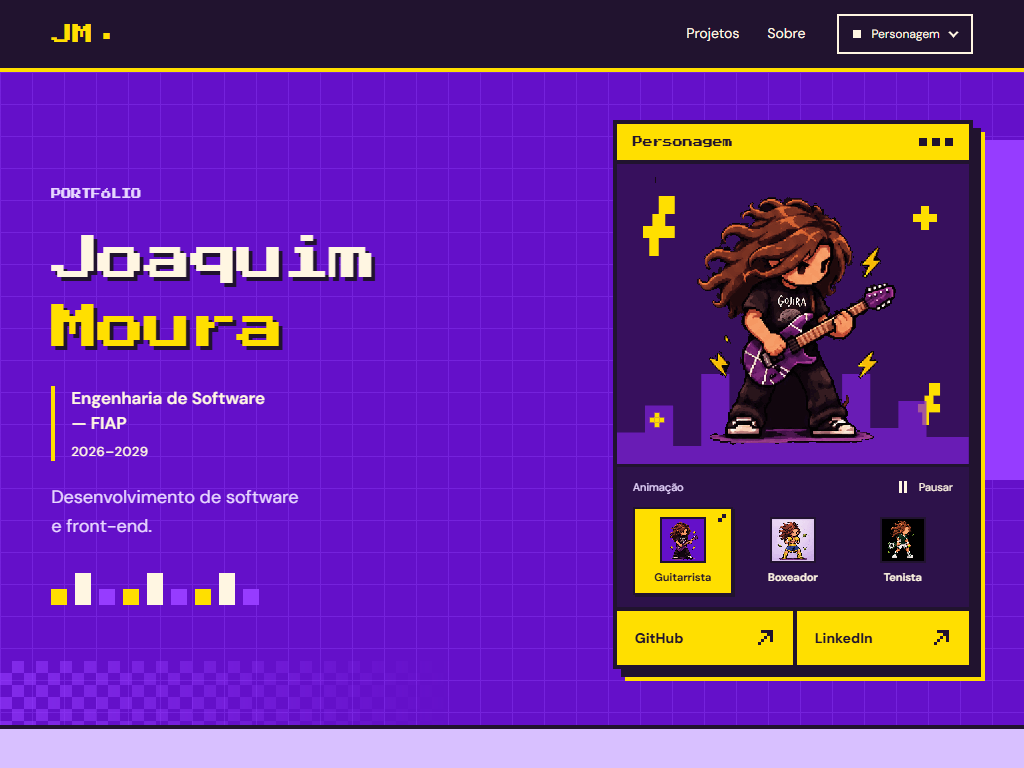 JM
Projetos
Sobre
Personagem
PORTFóLIO
Joaquim
Moura
Engenharia de Software
— FIAP
2026–2029
Desenvolvimento de software
e front-end.
Personagem
GOJIRA
Animação
Pausar
Guitarrista
Boxeador
Tenista
GitHub
LinkedIn